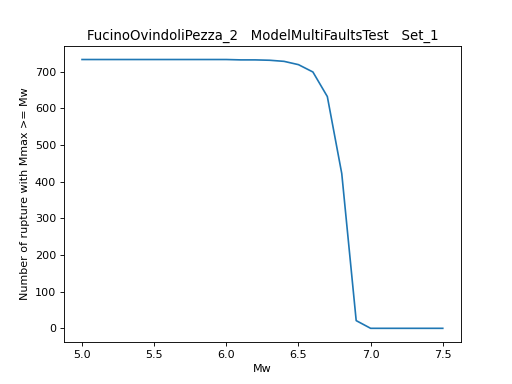 FucinoOvindoliPezza_2 ModelMultiFaultsTest Set_1
Number of rupture with Mmax >= Mw
700
600
500
400
300
200
100
0
5.0 5.5 6.0 6.5 7.0 7.5
Mw